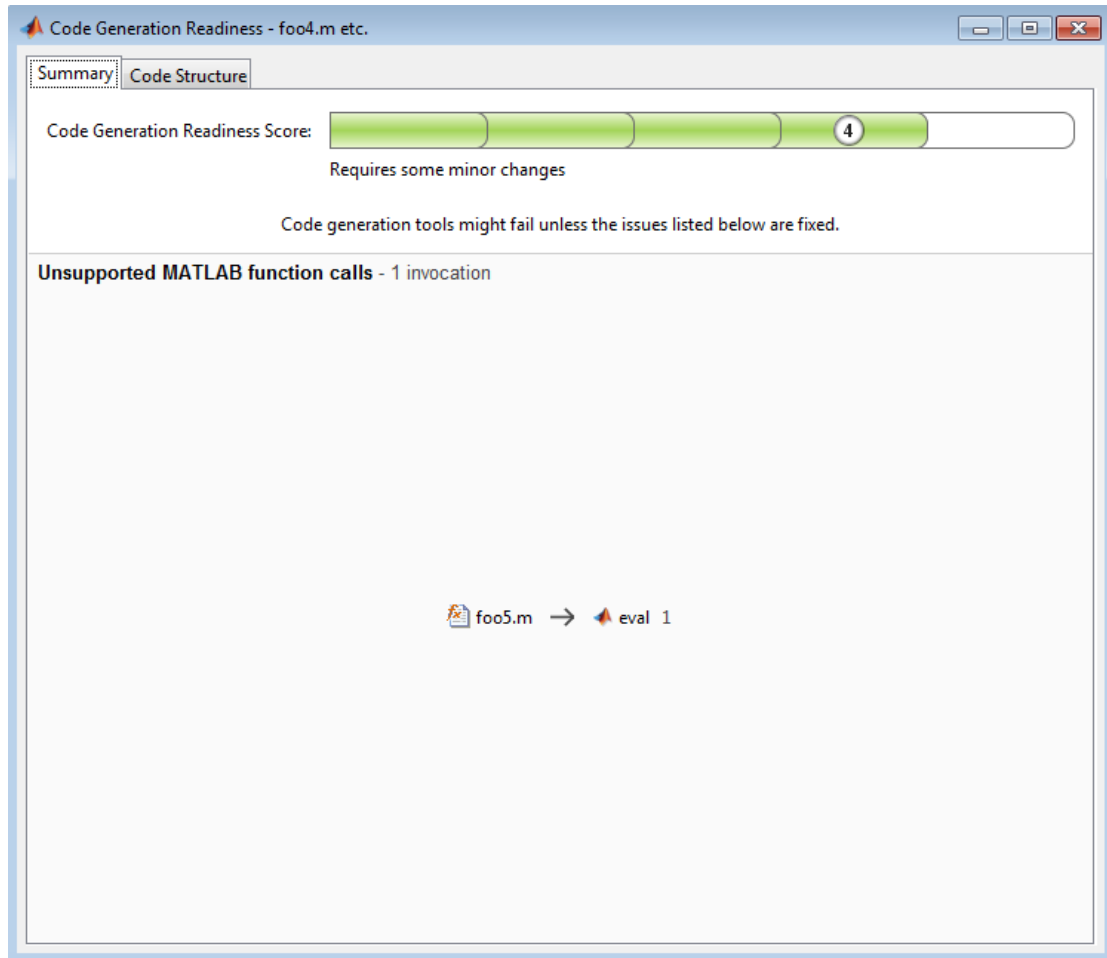 Code Generation Readiness - foo4.m etc.
Summary Code Structure
Code Generation Readiness Score: 4
Requires some minor changes
Code generation tools might fail unless the issues listed below are fixed.
Unsupported MATLAB function calls - 1 invocation
foo5.m → eval 1